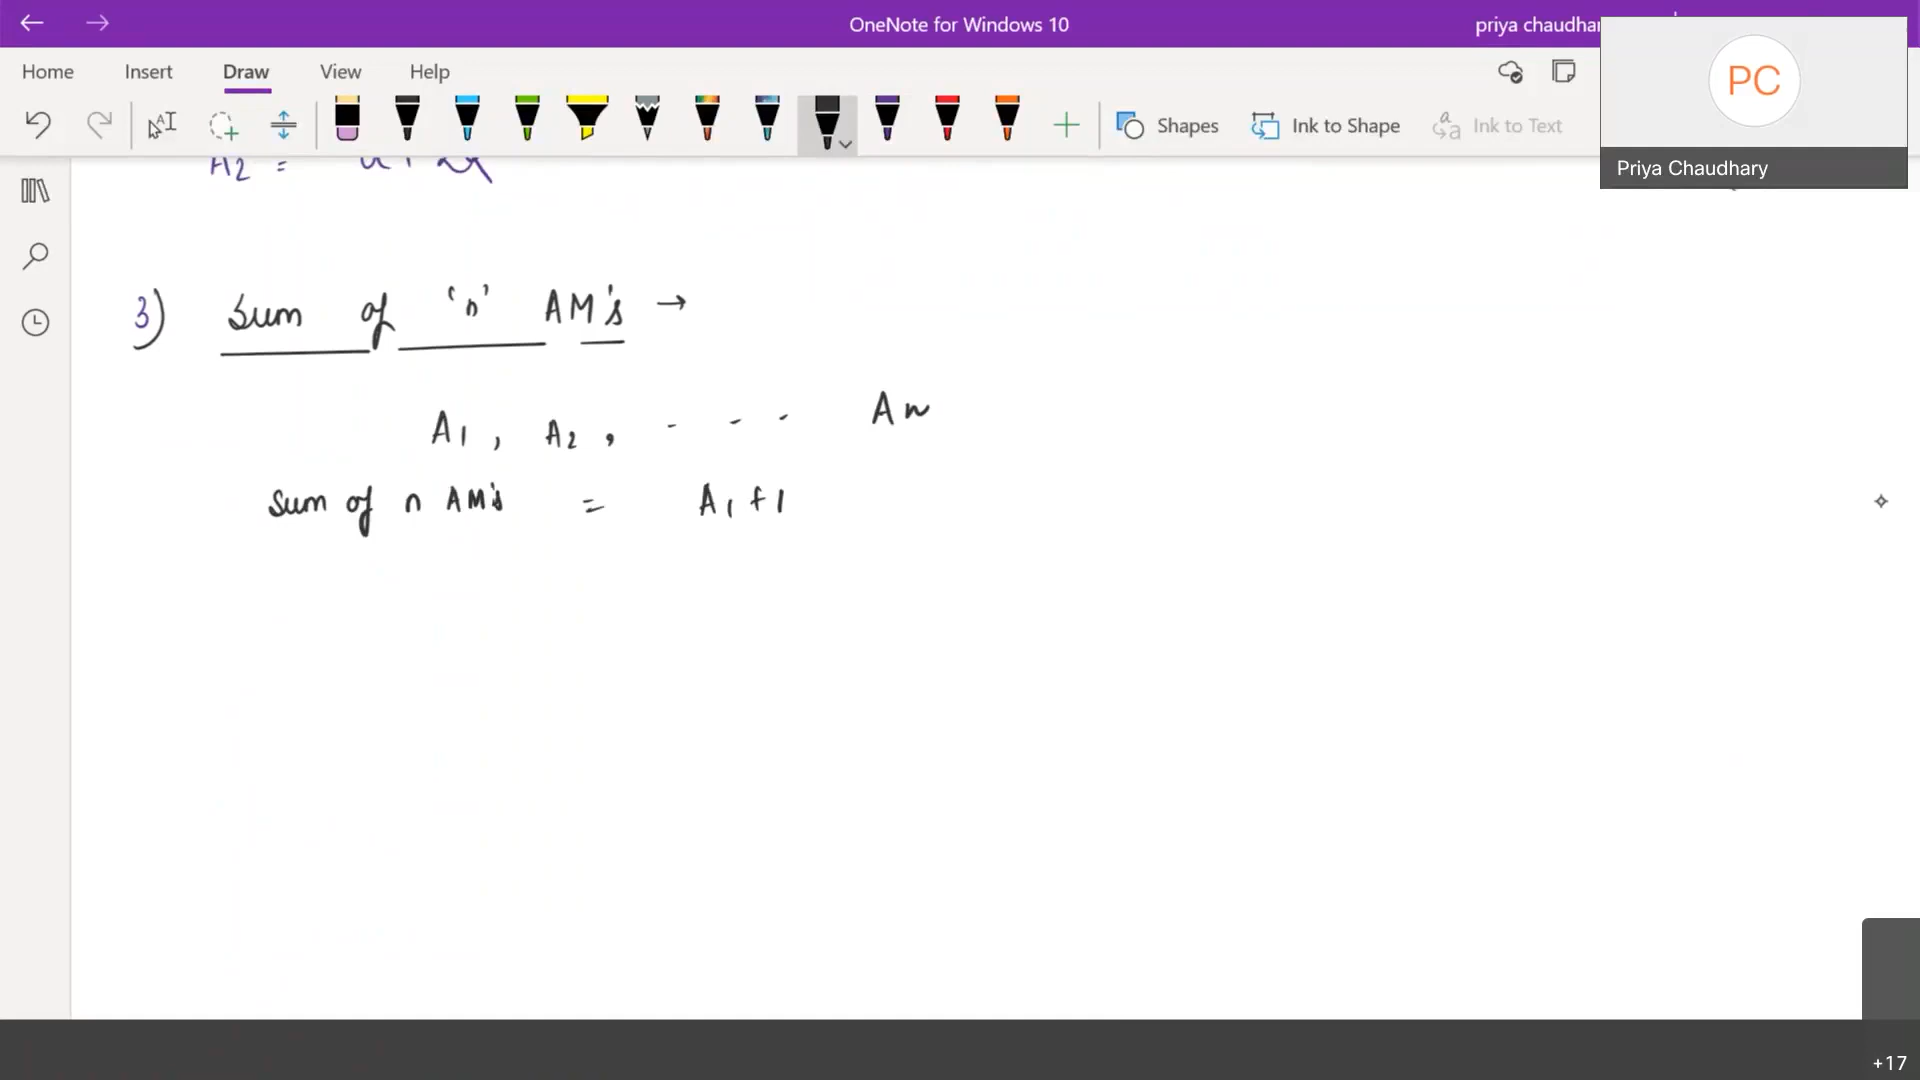 OneNote for Windows 10
priya chaudhar
PC
Home Insert Draw View Help
Shapes Ink to Shape Ink to Text
Priya Chaudhary
A2 =
3) Sum of 'n' AM's →
A1, A2, - - - An
Sum of n AM's = A1 + 1
+17